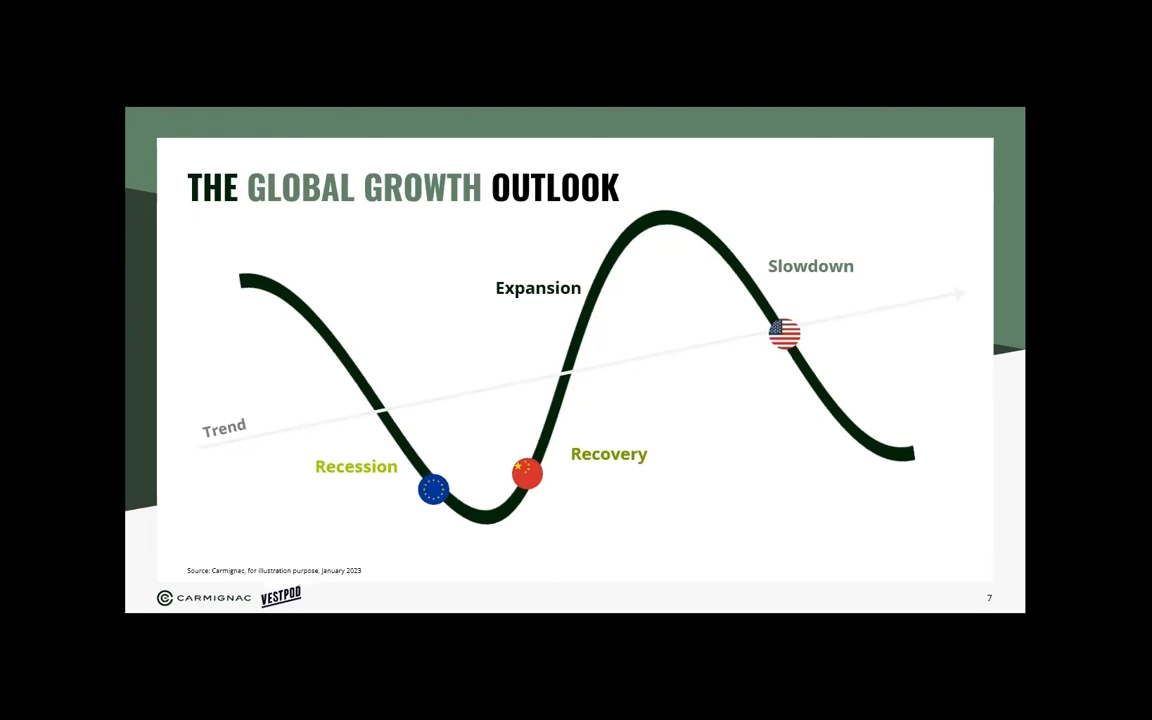 THE GLOBAL GROWTH OUTLOOK
Slowdown
Expansion
Trend
Recession
Recovery
Source: Carmignac, for illustration purpose, January 2023
CARMIGNAC
VESTPOD
7